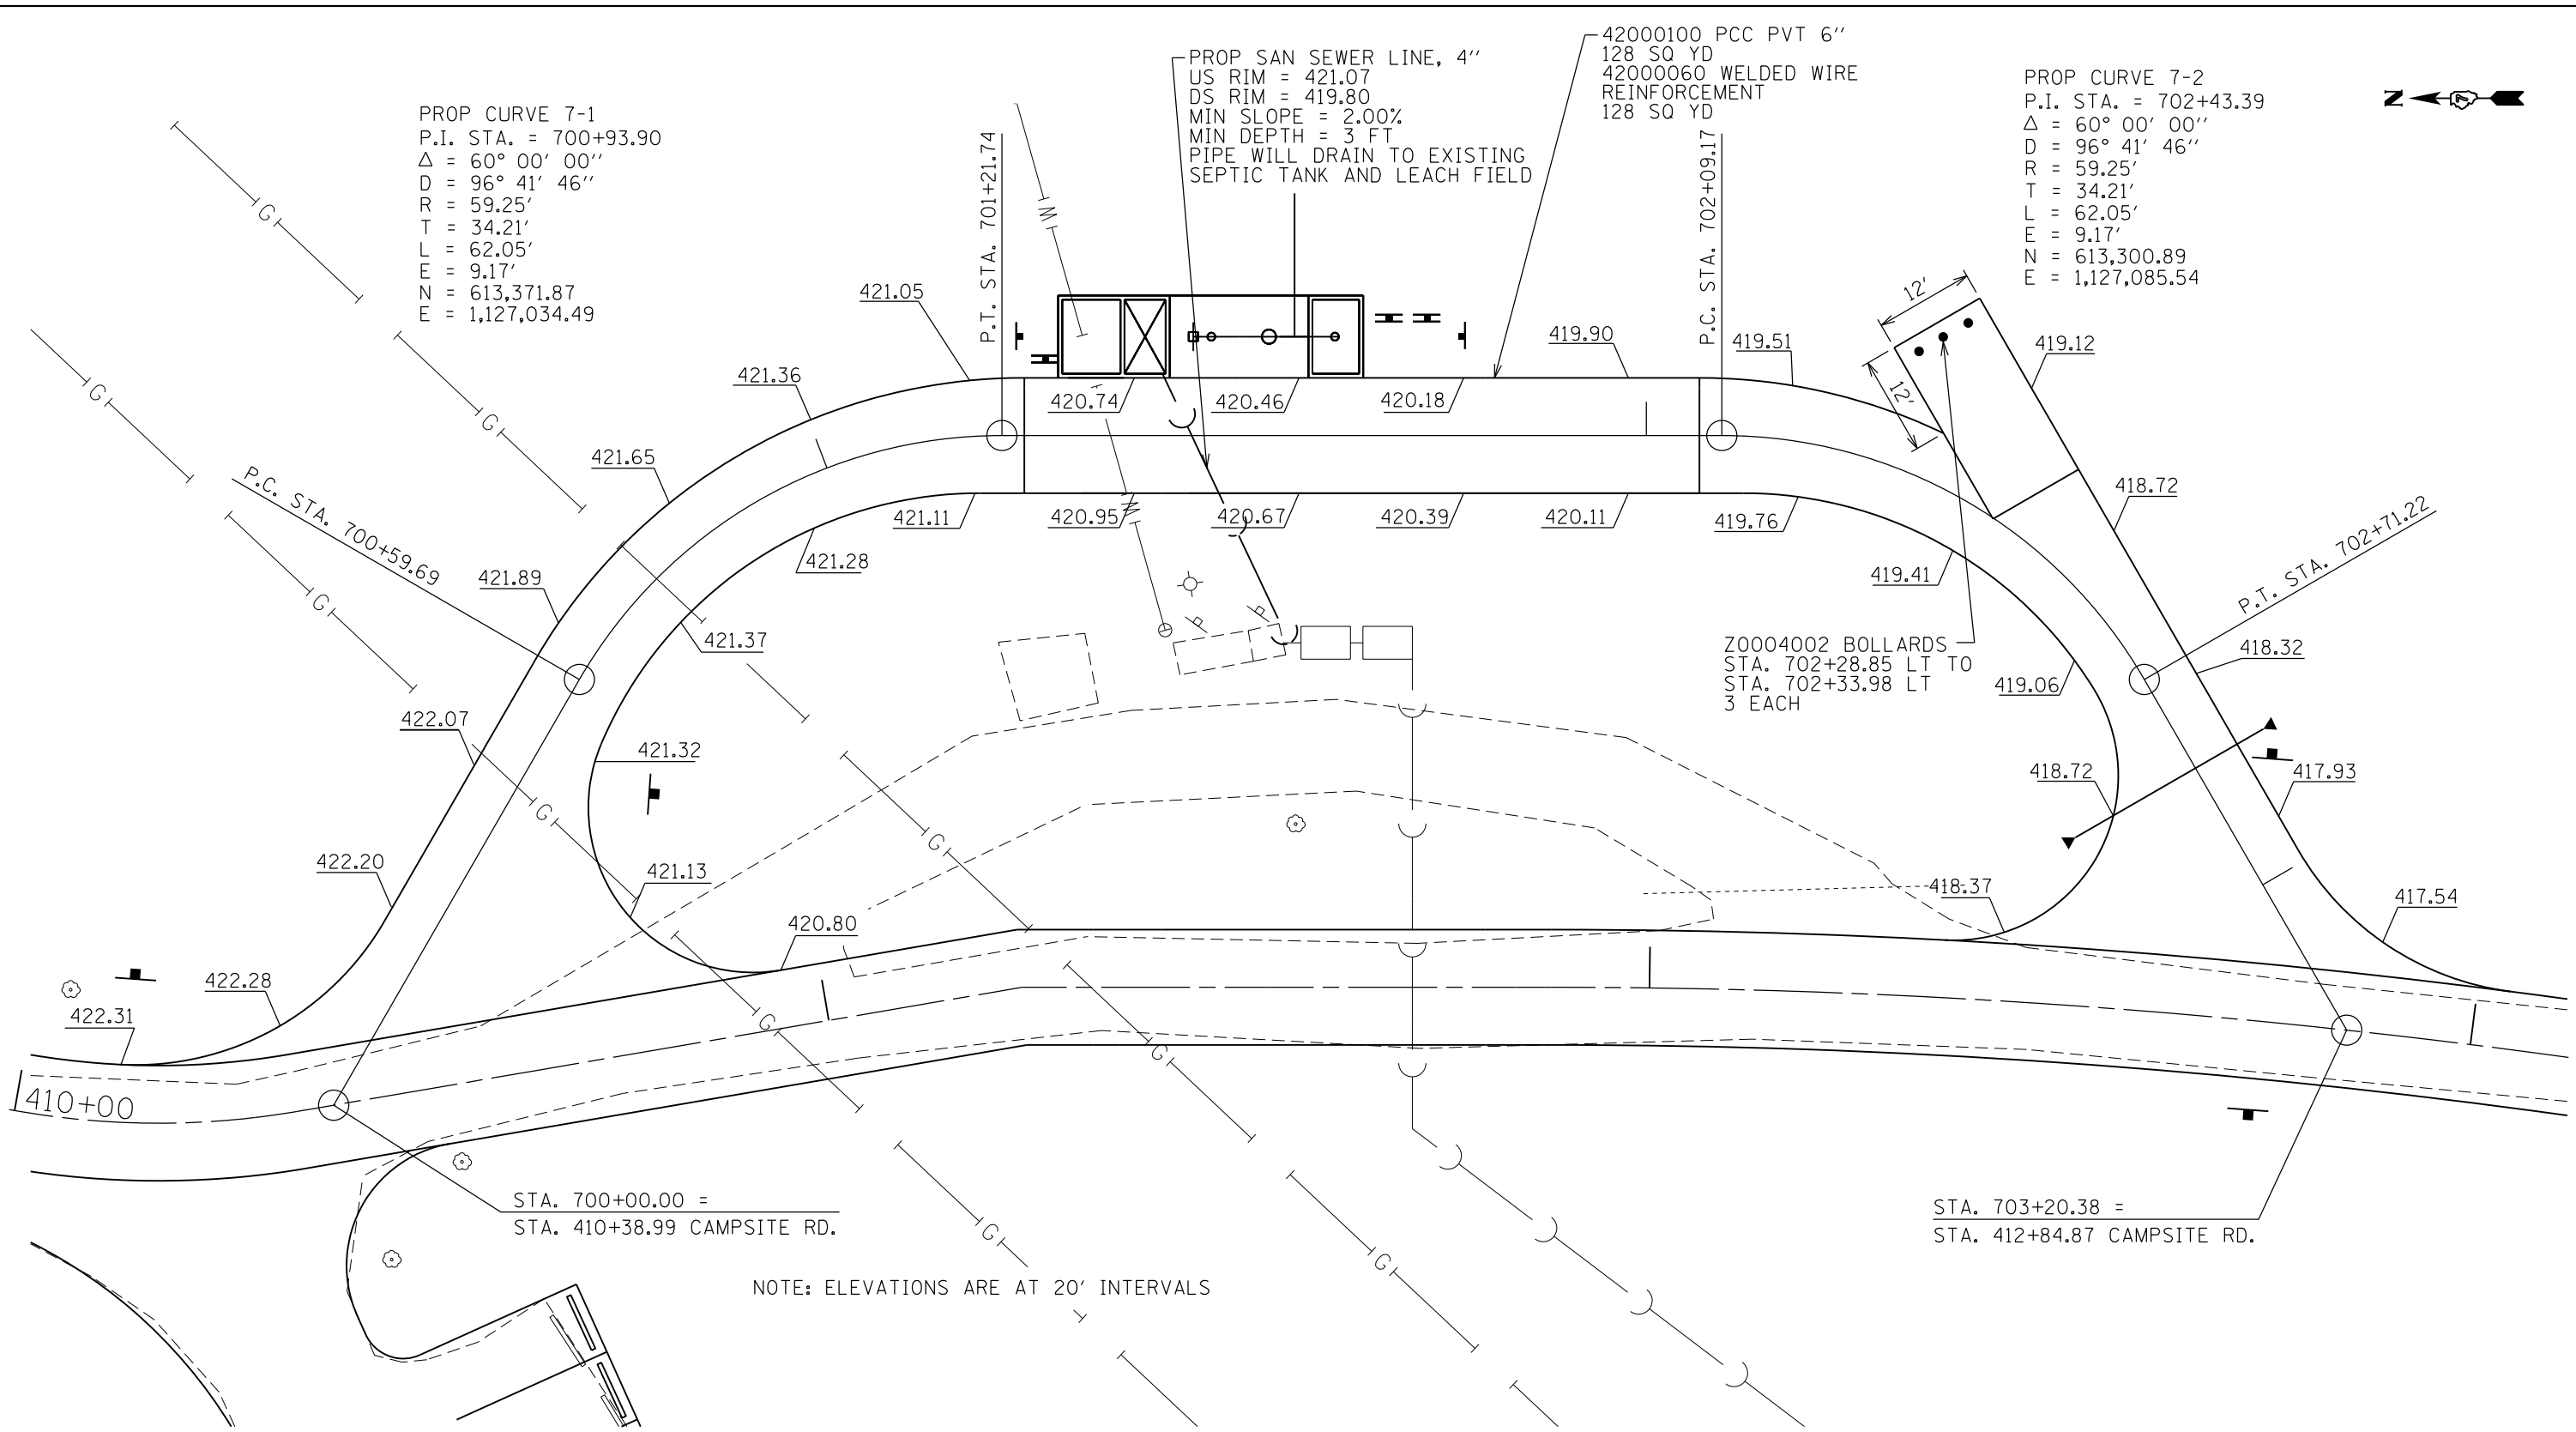 42000100 PCC PVT 6''
128 SQ YD
42000060 WELDED WIRE
REINFORCEMENT
128 SQ YD
PROP SAN SEWER LINE, 4''
US RIM = 421.07
DS RIM = 419.80
MIN SLOPE = 2.00%
MIN DEPTH = 3 FT
PIPE WILL DRAIN TO EXISTING
SEPTIC TANK AND LEACH FIELD
PROP CURVE 7-2
P.I. STA. = 702+43.39
Δ = 60° 00' 00''
D = 96° 41' 46''
R = 59.25'
T = 34.21'
L = 62.05'
E = 9.17'
N = 613,300.89
E = 1,127,085.54
N
PROP CURVE 7-1
P.I. STA. = 700+93.90
Δ = 60° 00' 00''
D = 96° 41' 46''
R = 59.25'
T = 34.21'
L = 62.05'
E = 9.17'
N = 613,371.87
E = 1,127,034.49
P.T. STA. 701+21.74
P.C. STA. 702+09.17
G
W
421.05
12'
419.90
419.51
419.12
421.36
12'
420.74
420.46
420.18
G
G
421.65
P.C. STA. 700+59.69
418.72
421.11
420.95
W
420.67
420.39
420.11
419.76
P.T. STA. 702+71.22
421.28
421.89
419.41
G
421.37
Z0004002 BOLLARDS
STA. 702+28.85 LT TO
STA. 702+33.98 LT
3 EACH
418.32
419.06
422.07
421.32
418.72
417.93
G
G
422.20
421.13
418.37
417.54
420.80
422.28
422.31
G
G
410+00
STA. 700+00.00 =
STA. 410+38.99 CAMPSITE RD.
G
G
STA. 703+20.38 =
STA. 412+84.87 CAMPSITE RD.
NOTE: ELEVATIONS ARE AT 20' INTERVALS